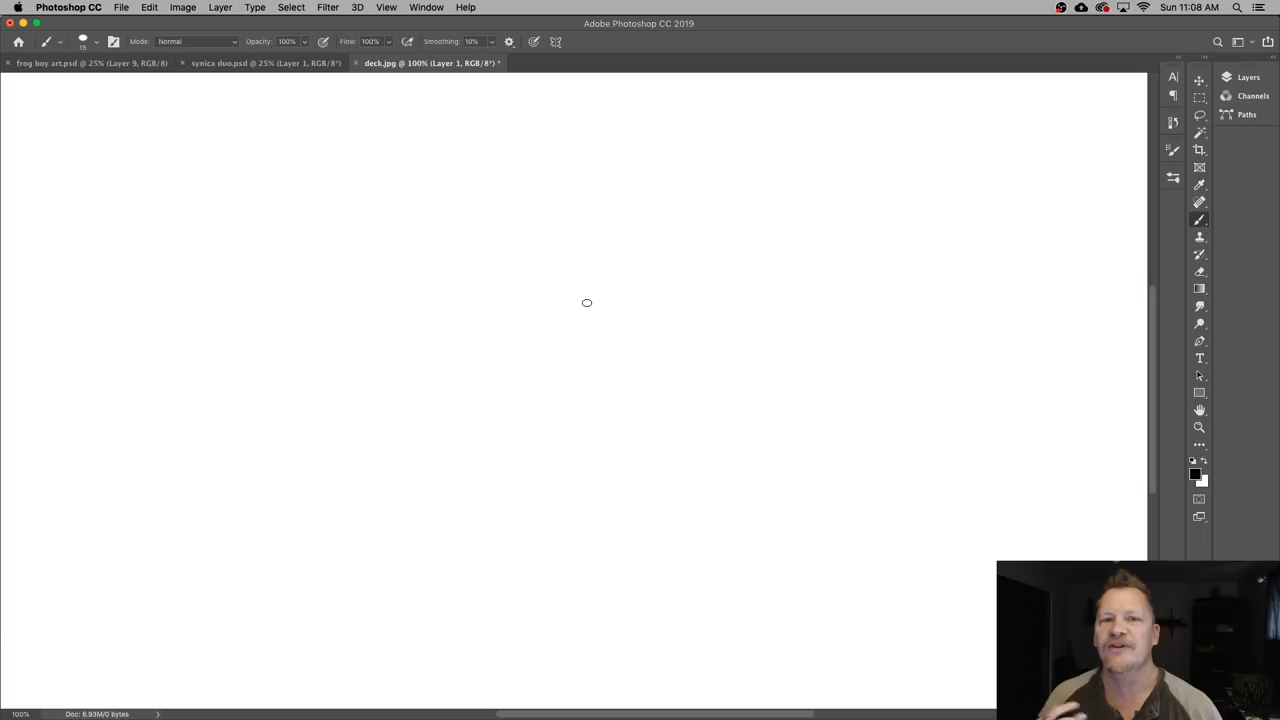 Photoshop CC File Edit Image Layer Type Select Filter 3D View Window Help Sun 11:08 AM
Adobe Photoshop CC 2019
15 Mode: Normal Opacity: 100% Flow: 100% Smoothing: 10%
frog boy art.psd @ 25% (Layer 9, RGB/8) synica duo.psd @ 25% (Layer 1, RGB/8*) deck.jpg @ 100% (Layer 1, RGB/8*) *
Layers
Channels
Paths
100% Doc: 6.93M/0 bytes